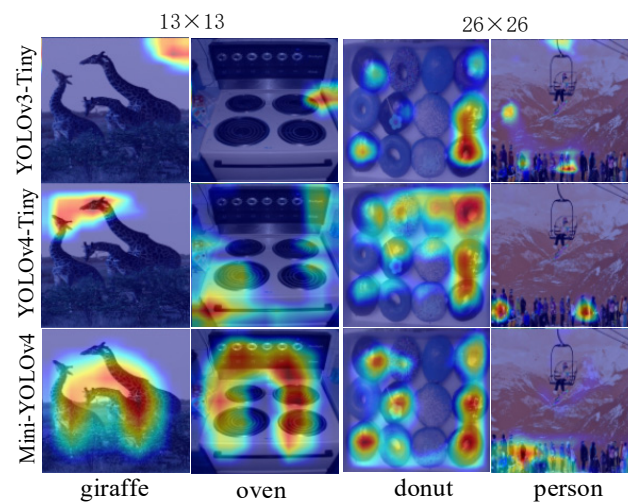 13×13
26×26
YOLOv3-Tiny
YOLOv4-Tiny
Mini-YOLOv4
giraffe
oven
donut
person